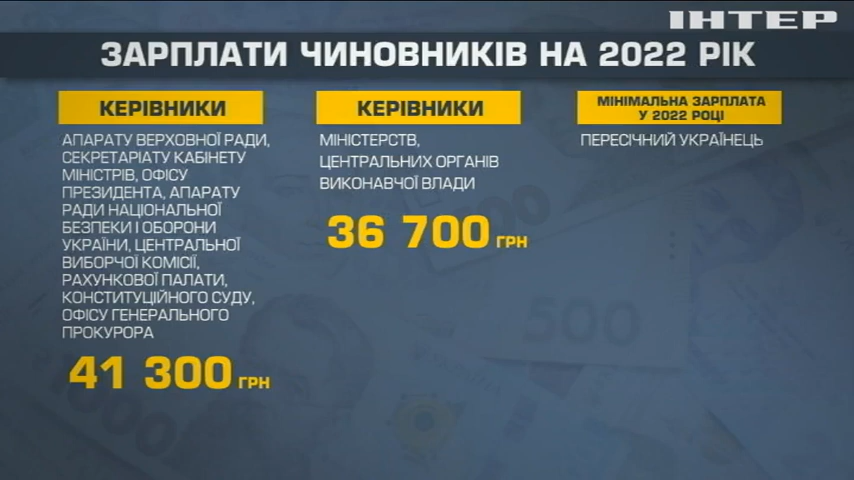 ІНТЕР
ЗАРПЛАТИ ЧИНОВНИКІВ НА 2022 РІК
КЕРІВНИКИ
АПАРАТУ ВЕРХОВНОЇ РАДИ,
СЕКРЕТАРІАТУ КАБІНЕТУ
МІНІСТРІВ, ОФІСУ
ПРЕЗИДЕНТА, АПАРАТУ
РАДИ НАЦІОНАЛЬНОЇ
БЕЗПЕКИ І ОБОРОНИ
УКРАЇНИ, ЦЕНТРАЛЬНОЇ
ВИБОРЧОЇ КОМІСІЇ,
РАХУНКОВОЇ ПАЛАТИ,
КОНСТИТУЦІЙНОГО СУДУ,
ОФІСУ ГЕНЕРАЛЬНОГО
ПРОКУРОРА
41 300 ГРН
КЕРІВНИКИ
МІНІСТЕРСТВ,
ЦЕНТРАЛЬНИХ ОРГАНІВ
ВИКОНАВЧОЇ ВЛАДИ
36 700 ГРН
МІНІМАЛЬНА ЗАРПЛАТА
У 2022 РОЦІ
ПЕРЕСІЧНИЙ УКРАЇНЕЦЬ
500